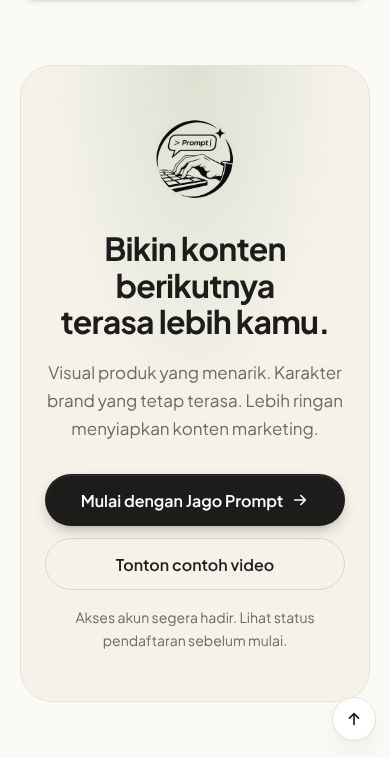 > Prompt|
Bikin konten
berikutnya
terasa lebih kamu.
Visual produk yang menarik. Karakter
brand yang tetap terasa. Lebih ringan
menyiapkan konten marketing.
Mulai dengan Jago Prompt →
Tonton contoh video
Akses akun segera hadir. Lihat status
pendaftaran sebelum mulai.